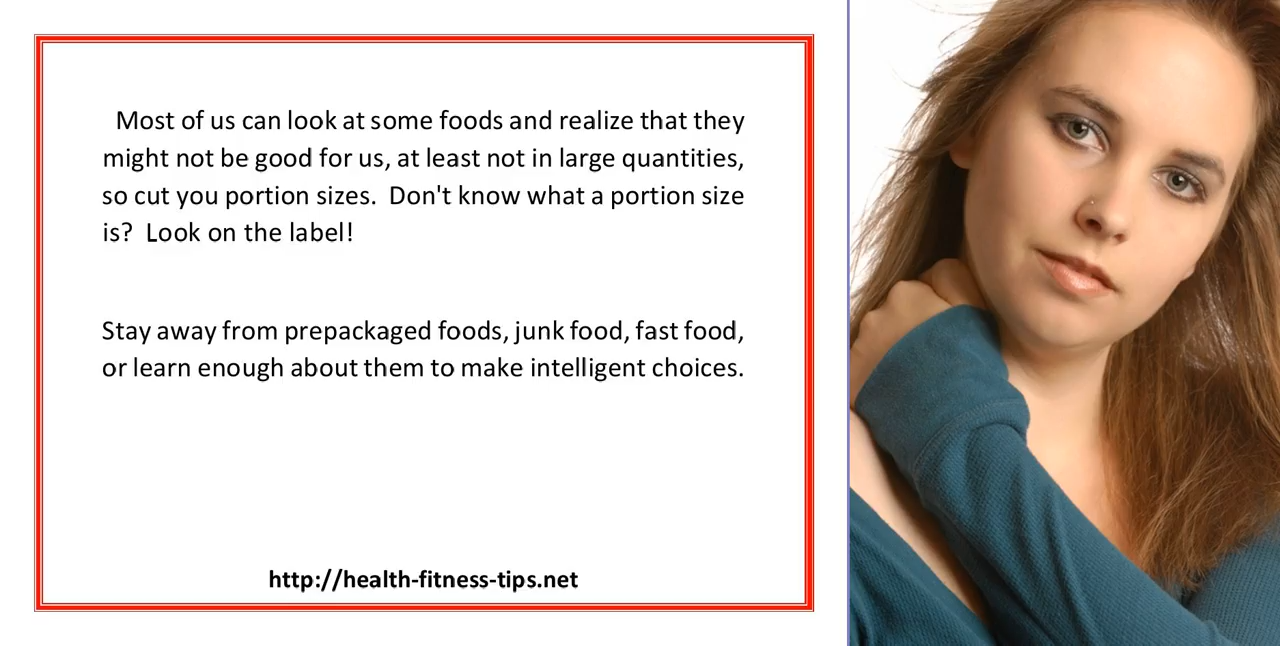 Most of us can look at some foods and realize that they
might not be good for us, at least not in large quantities,
so cut you portion sizes.  Don't know what a portion size
is?  Look on the label!
Stay away from prepackaged foods, junk food, fast food,
or learn enough about them to make intelligent choices.
http://health-fitness-tips.net